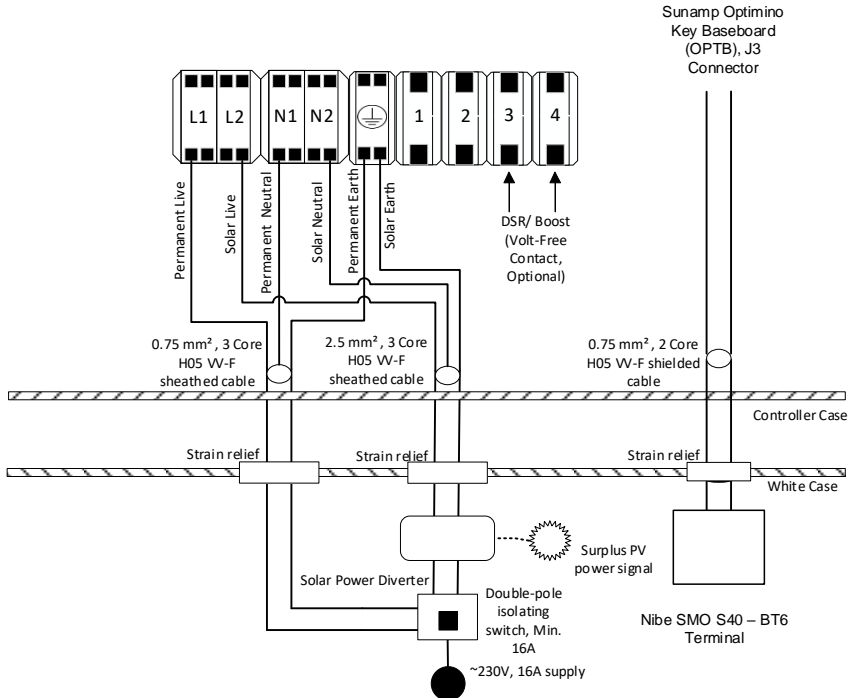 Sunamp Optimino
Key Baseboard
(OPTB), J3
Connector
L1
L2
N1
N2
1
2
3
4
Permanent Live
Solar Live
Permanent Neutral
Solar Neutral
Permanent Earth
Solar Earth
DSR/ Boost
(Volt-Free
Contact,
Optional)
0.75 mm², 3 Core
H05 VV-F
sheathed cable
2.5 mm², 3 Core
H05 VV-F
sheathed cable
0.75 mm², 2 Core
H05 VV-F shielded
cable
Controller Case
Strain relief
Strain relief
Strain relief
White Case
Surplus PV
power signal
Solar Power Diverter
Double-pole
isolating
switch, Min.
16A
Nibe SMO S40 – BT6
Terminal
~230V, 16A supply